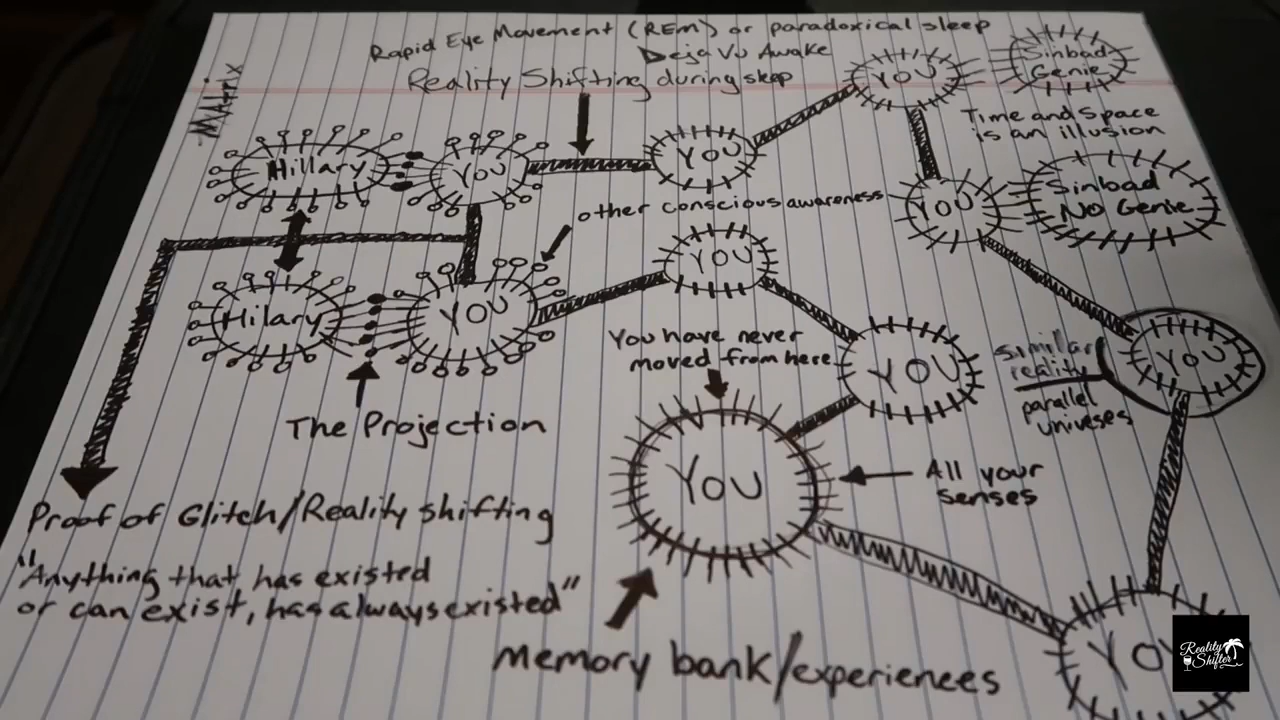 Rapid Eye Movement (REM) or paradoxical sleep
Deja Vu Awake
Reality Shifting during sleep
Matrix
YOU
Sinbad
Genie
Time and Space
is an illusion
Hillary
YOU
YOU
other conscious awareness
YOU
Sinbad
No Genie
Hilary
YOU
YOU
You have never
moved from here
YOU
similar
reality
parallel
univeses
YOU
The Projection
YOU
All your
senses
Proof of Glitch/Reality shifting
"Anything that has existed
or can exist, has always existed"
Memory bank/experiences
YOU
Reality
Shifter